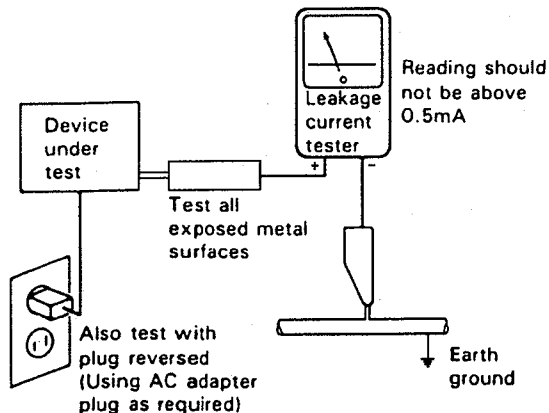 Device
under
test
Leakage
current
tester
+
−
Reading should
not be above
0.5mA
Test all
exposed metal
surfaces
Also test with
plug reversed
(Using AC adapter
plug as required)
Earth
ground